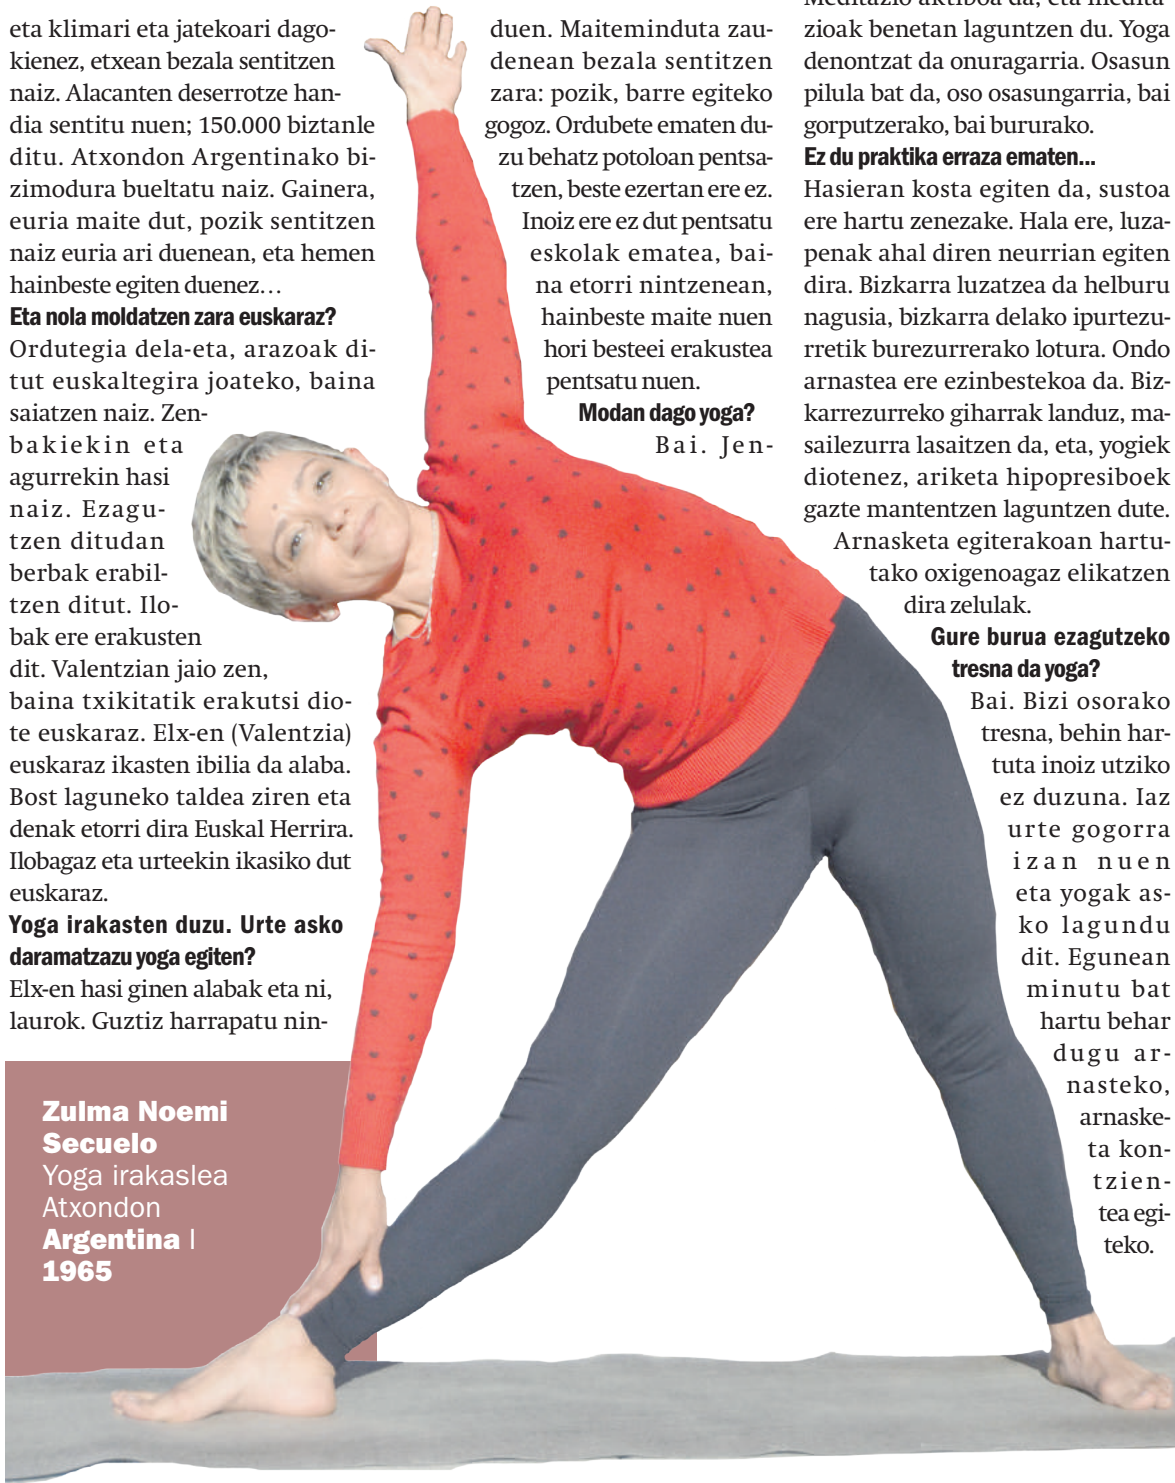 eta klimari eta jatekoari dago-
kienez, etxean bezala sentitzen
naiz. Alacanten deserrotze han-
dia sentitu nuen; 150.000 biztanle
ditu. Atxondon Argentinako bi-
zimodura bueltatu naiz. Gainera,
euria maite dut, pozik sentitzen
naiz euria ari duenean, eta hemen
hainbeste egiten duenez…
Eta nola moldatzen zara euskaraz?
Ordutegia dela-eta, arazoak di-
tut euskaltegira joateko, baina
saiatzen naiz. Zen-
bakiekin eta
agurrekin hasi
naiz. Ezagu-
tzen ditudan
berbak erabil-
tzen ditut. Ilo-
bak ere erakusten
dit. Valentzian jaio zen,
baina txikitatik erakutsi dio-
te euskaraz. Elx-en (Valentzia)
euskaraz ikasten ibilia da alaba.
Bost laguneko taldea ziren eta
denak etorri dira Euskal Herrira.
Ilobagaz eta urteekin ikasiko dut
euskaraz.
Yoga irakasten duzu. Urte asko
daramatzazu yoga egiten?
Elx-en hasi ginen alabak eta ni,
laurok. Guztiz harrapatu nin-
duen. Maiteminduta zau-
denean bezala sentitzen
zara: pozik, barre egiteko
gogoz. Ordubete ematen du-
zu behatz potoloan pentsa-
tzen, beste ezertan ere ez.
Inoiz ere ez dut pentsatu
eskolak ematea, bai-
na etorri nintzenean,
hainbeste maite nuen
hori besteei erakustea
pentsatu nuen.
Modan dago yoga?
Bai. Jen-
Meditazio aktiboa da, eta medita-
zioak benetan laguntzen du. Yoga
denontzat da onuragarria. Osasun
pilula bat da, oso osasungarria, bai
gorputzerako, bai bururako.
Ez du praktika erraza ematen...
Hasieran kosta egiten da, sustoa
ere hartu zenezake. Hala ere, luza-
penak ahal diren neurrian egiten
dira. Bizkarra luzatzea da helburu
nagusia, bizkarra delako ipurtezu-
rretik burezurrerako lotura. Ondo
arnastea ere ezinbestekoa da. Biz-
karrezurreko giharrak landuz, ma-
sailezurra lasaitzen da, eta, yogiek
diotenez, ariketa hipopresiboek
gazte mantentzen laguntzen dute.
Arnasketa egiterakoan hartu-
tako oxigenoagaz elikatzen
dira zelulak.
Gure burua ezagutzeko
tresna da yoga?
Bai. Bizi osorako
tresna, behin har-
tuta inoiz utziko
ez duzuna. Iaz
urte gogorra
izan nuen
eta yogak as-
ko lagundu
dit. Egunean
minutu bat
hartu behar
dugu ar-
nasteko,
arnaske-
ta kon-
tzien-
tea egi-
teko.
Zulma Noemi
Secuelo
Yoga irakaslea
Atxondon
Argentina |
1965